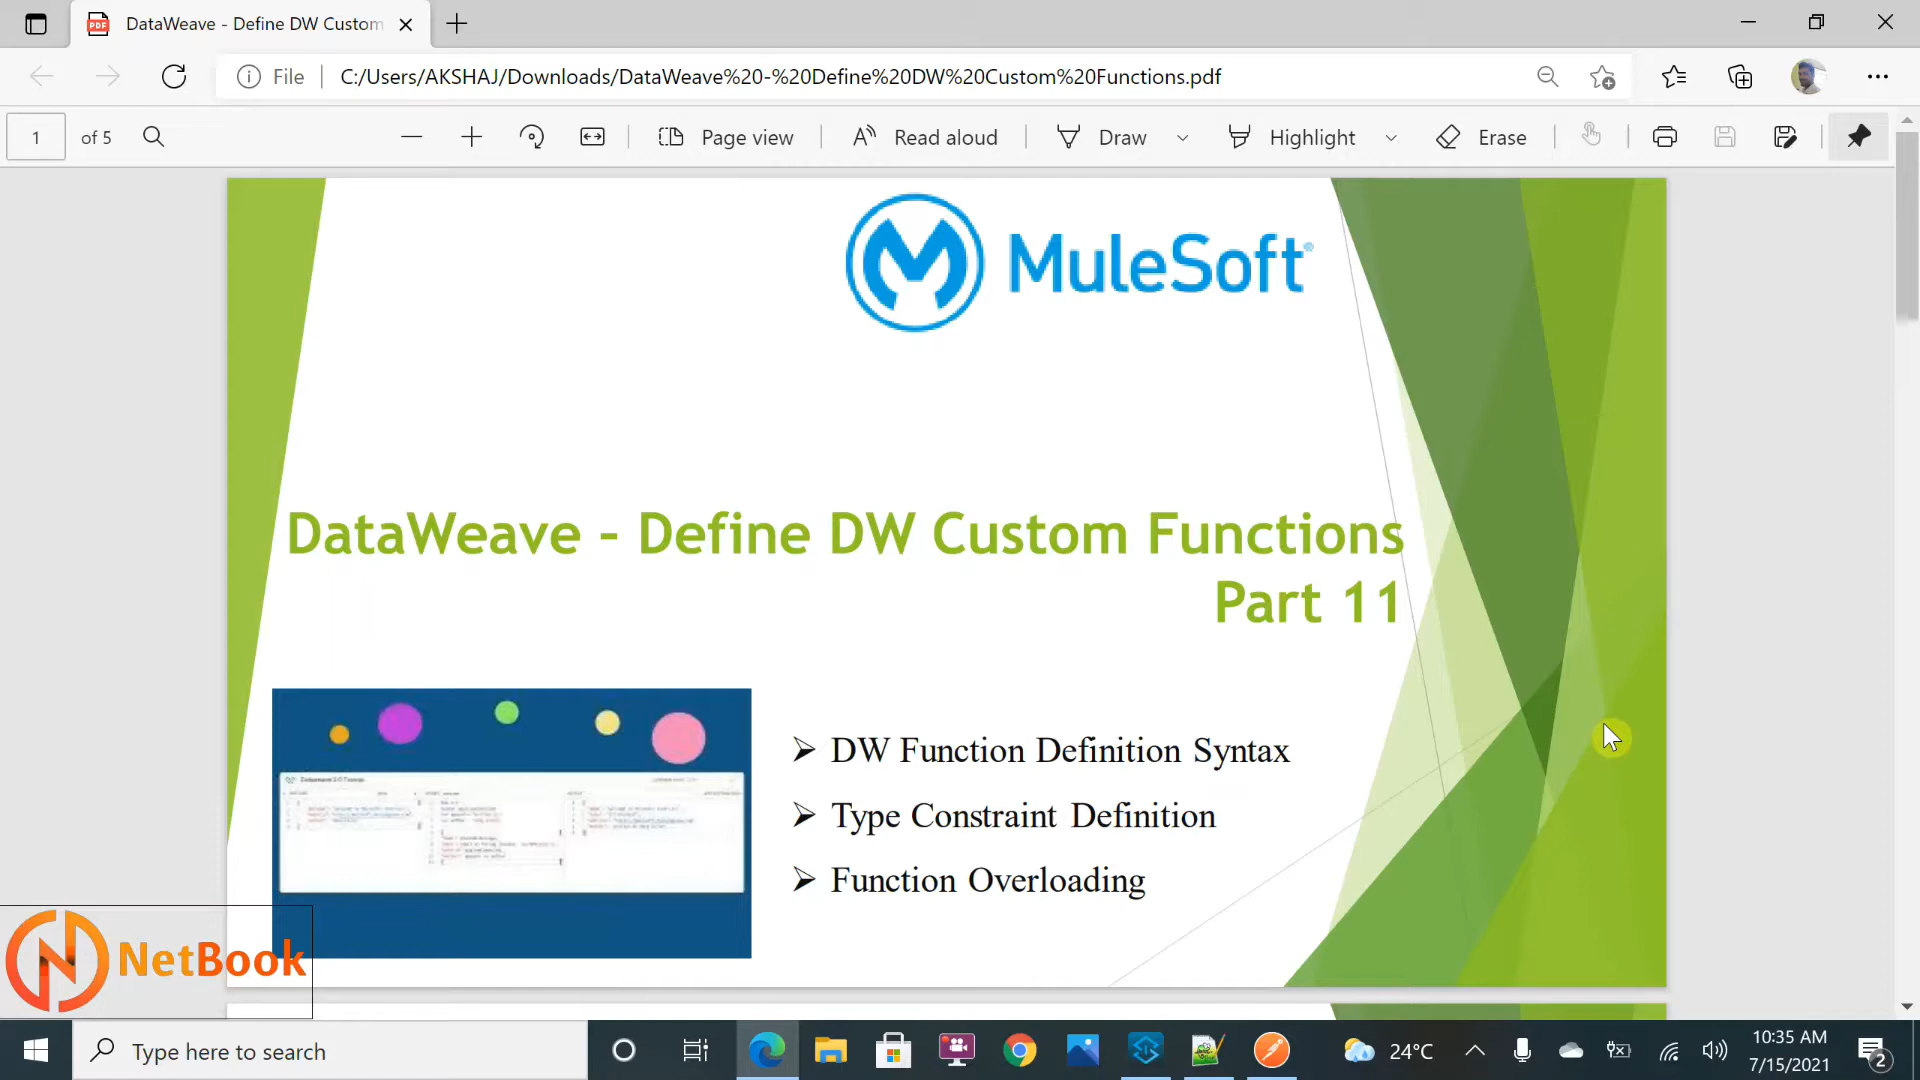 DataWeave - Define DW Custom
File
C:/Users/AKSHAJ/Downloads/DataWeave%20-%20Define%20DW%20Custom%20Functions.pdf
1 of 5
Page view
Read aloud
Draw
Highlight
Erase
MuleSoft
DataWeave - Define DW Custom Functions
Part 11
DW Function Definition Syntax
Type Constraint Definition
Function Overloading
NetBook
Type here to search
24°C
10:35 AM
7/15/2021
2